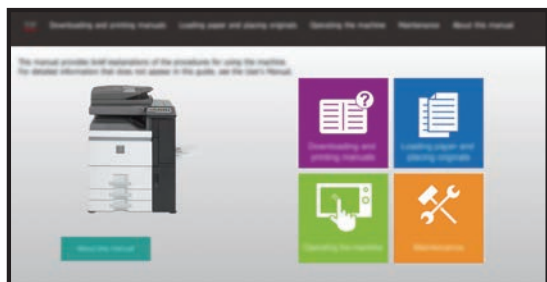 Downloading and printing manuals Loading paper and placing originals Operating the machine Maintenance About this manual
This manual provides brief explanations of the procedures for using the machine.
For detailed information that does not appear in this guide, see the User's Manual.
?
Downloading and
printing manuals
Loading paper and
placing originals
Operating the machine
Maintenance
About this manual